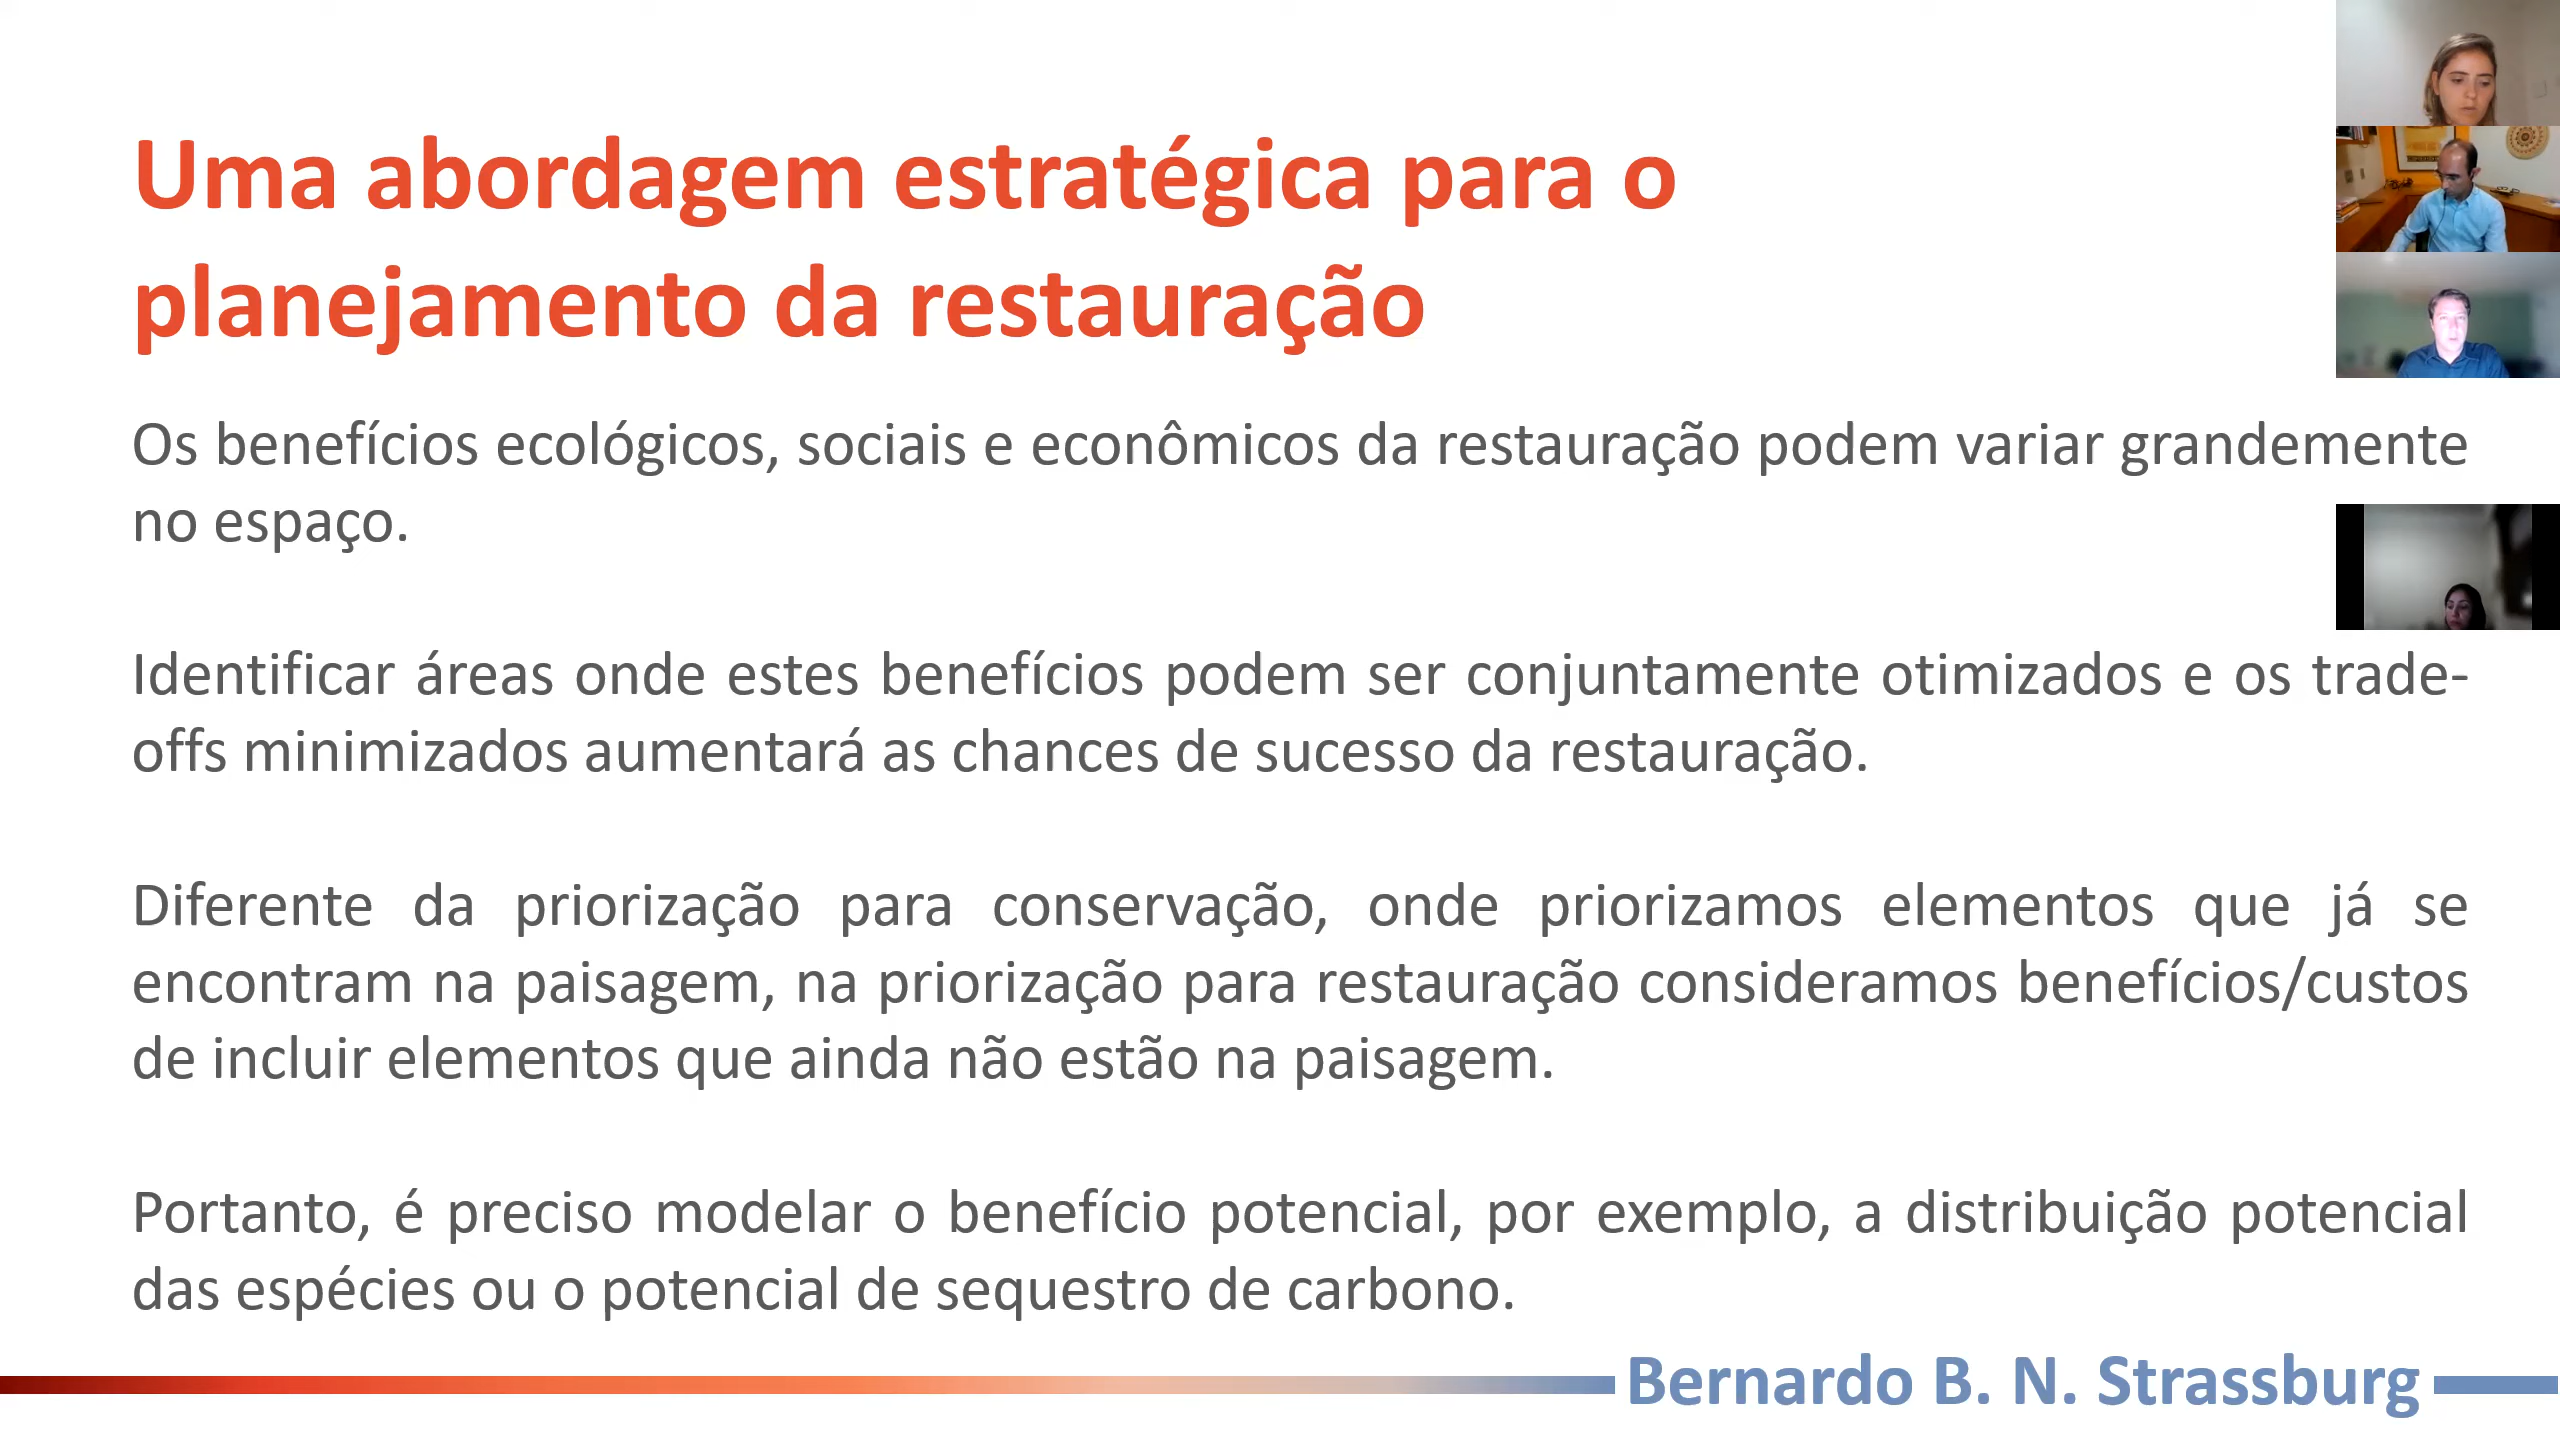 Uma abordagem estratégica para o
planejamento da restauração
Os benefícios ecológicos, sociais e econômicos da restauração podem variar grandemente
no espaço.
Identificar áreas onde estes benefícios podem ser conjuntamente otimizados e os trade-
offs minimizados aumentará as chances de sucesso da restauração.
Diferente da priorização para conservação, onde priorizamos elementos que já se
encontram na paisagem, na priorização para restauração consideramos benefícios/custos
de incluir elementos que ainda não estão na paisagem.
Portanto, é preciso modelar o benefício potencial, por exemplo, a distribuição potencial
das espécies ou o potencial de sequestro de carbono.
Bernardo B. N. Strassburg